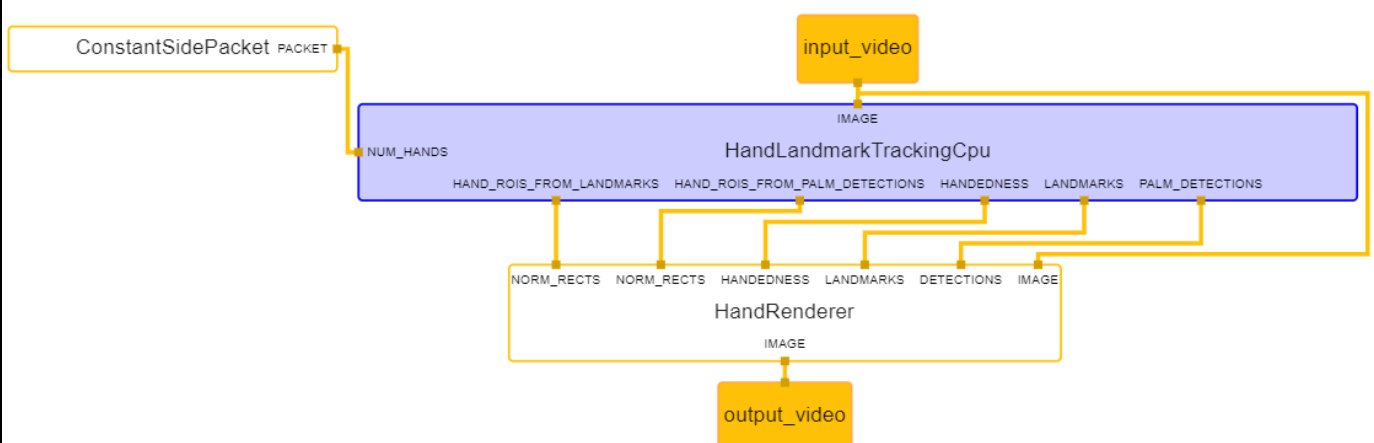 ConstantSidePacket PACKET
input_video
IMAGE
NUM_HANDS
HandLandmarkTrackingCpu
HAND_ROIS_FROM_LANDMARKS HAND_ROIS_FROM_PALM_DETECTIONS HANDEDNESS LANDMARKS PALM_DETECTIONS
NORM_RECTS NORM_RECTS HANDEDNESS LANDMARKS DETECTIONS IMAGE
HandRenderer
IMAGE
output_video